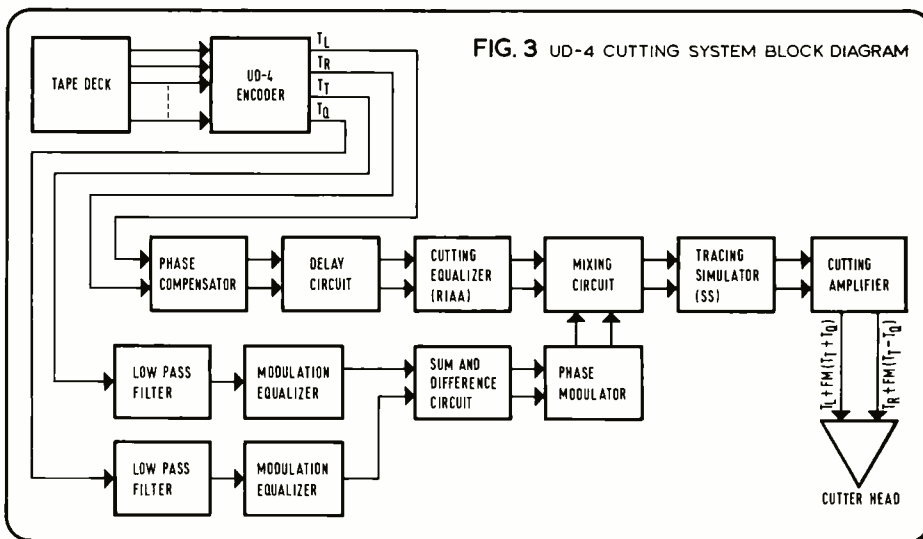 FIG. 3 UD-4 CUTTING SYSTEM BLOCK DIAGRAM
TAPE DECK
UD-4
ENCODER
TL
TR
TT
TQ
PHASE
COMPENSATOR
DELAY
CIRCUIT
CUTTING
EQUALIZER
(RIAA)
MIXING
CIRCUIT
TRACING
SIMULATOR
(SS)
CUTTING
AMPLIFIER
LOW PASS
FILTER
MODULATION
EQUALIZER
SUM AND
DIFFERENCE
CIRCUIT
PHASE
MODULATOR
TL + FM (TT + TQ)
TR + FM (TT - TQ)
LOW PASS
FILTER
MODULATION
EQUALIZER
CUTTER HEAD